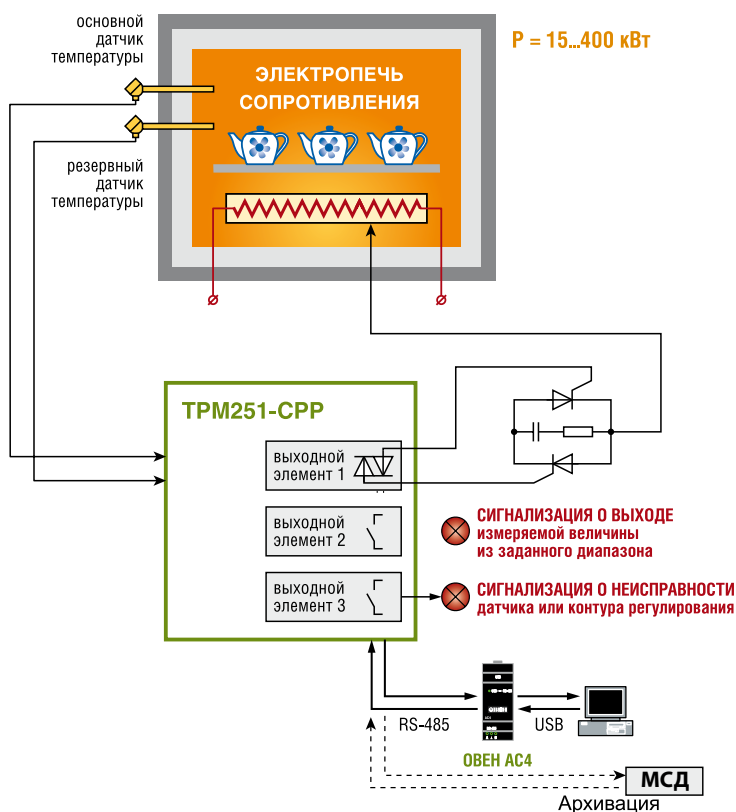 основной
датчик
температуры
P = 15...400 кВт
ЭЛЕКТРОПЕЧЬ
СОПРОТИВЛЕНИЯ
резервный
датчик
температуры
ТРМ251-СРР
выходной
элемент 1
выходной
элемент 2
СИГНАЛИЗАЦИЯ О ВЫХОДЕ
измеряемой величины
из заданного диапазона
выходной
элемент 3
СИГНАЛИЗАЦИЯ О НЕИСПРАВНОСТИ
датчика или контура регулирования
RS-485
USB
ОВЕН АС4
МСД
Архивация